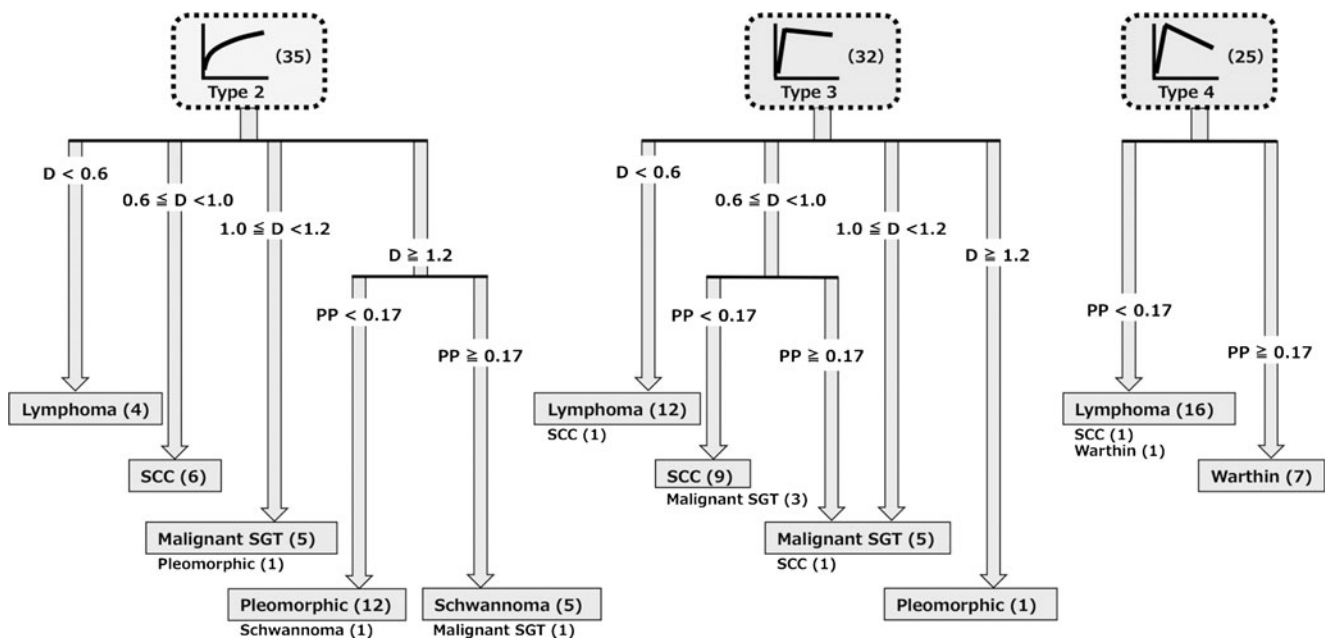 (35)
Type 2
(32)
Type 3
(25)
Type 4
D < 0.6
0.6 ≦ D <1.0
1.0 ≦ D <1.2
D ≧ 1.2
PP < 0.17
PP ≧ 0.17
Lymphoma (4)
SCC (6)
Malignant SGT (5)
Pleomorphic (1)
Pleomorphic (12)
Schwannoma (1)
Schwannoma (5)
Malignant SGT (1)
D < 0.6
0.6 ≦ D <1.0
1.0 ≦ D <1.2
D ≧ 1.2
PP < 0.17
PP ≧ 0.17
Lymphoma (12)
SCC (1)
SCC (9)
Malignant SGT (3)
Malignant SGT (5)
SCC (1)
Pleomorphic (1)
PP < 0.17
PP ≧ 0.17
Lymphoma (16)
SCC (1)
Warthin (1)
Warthin (7)